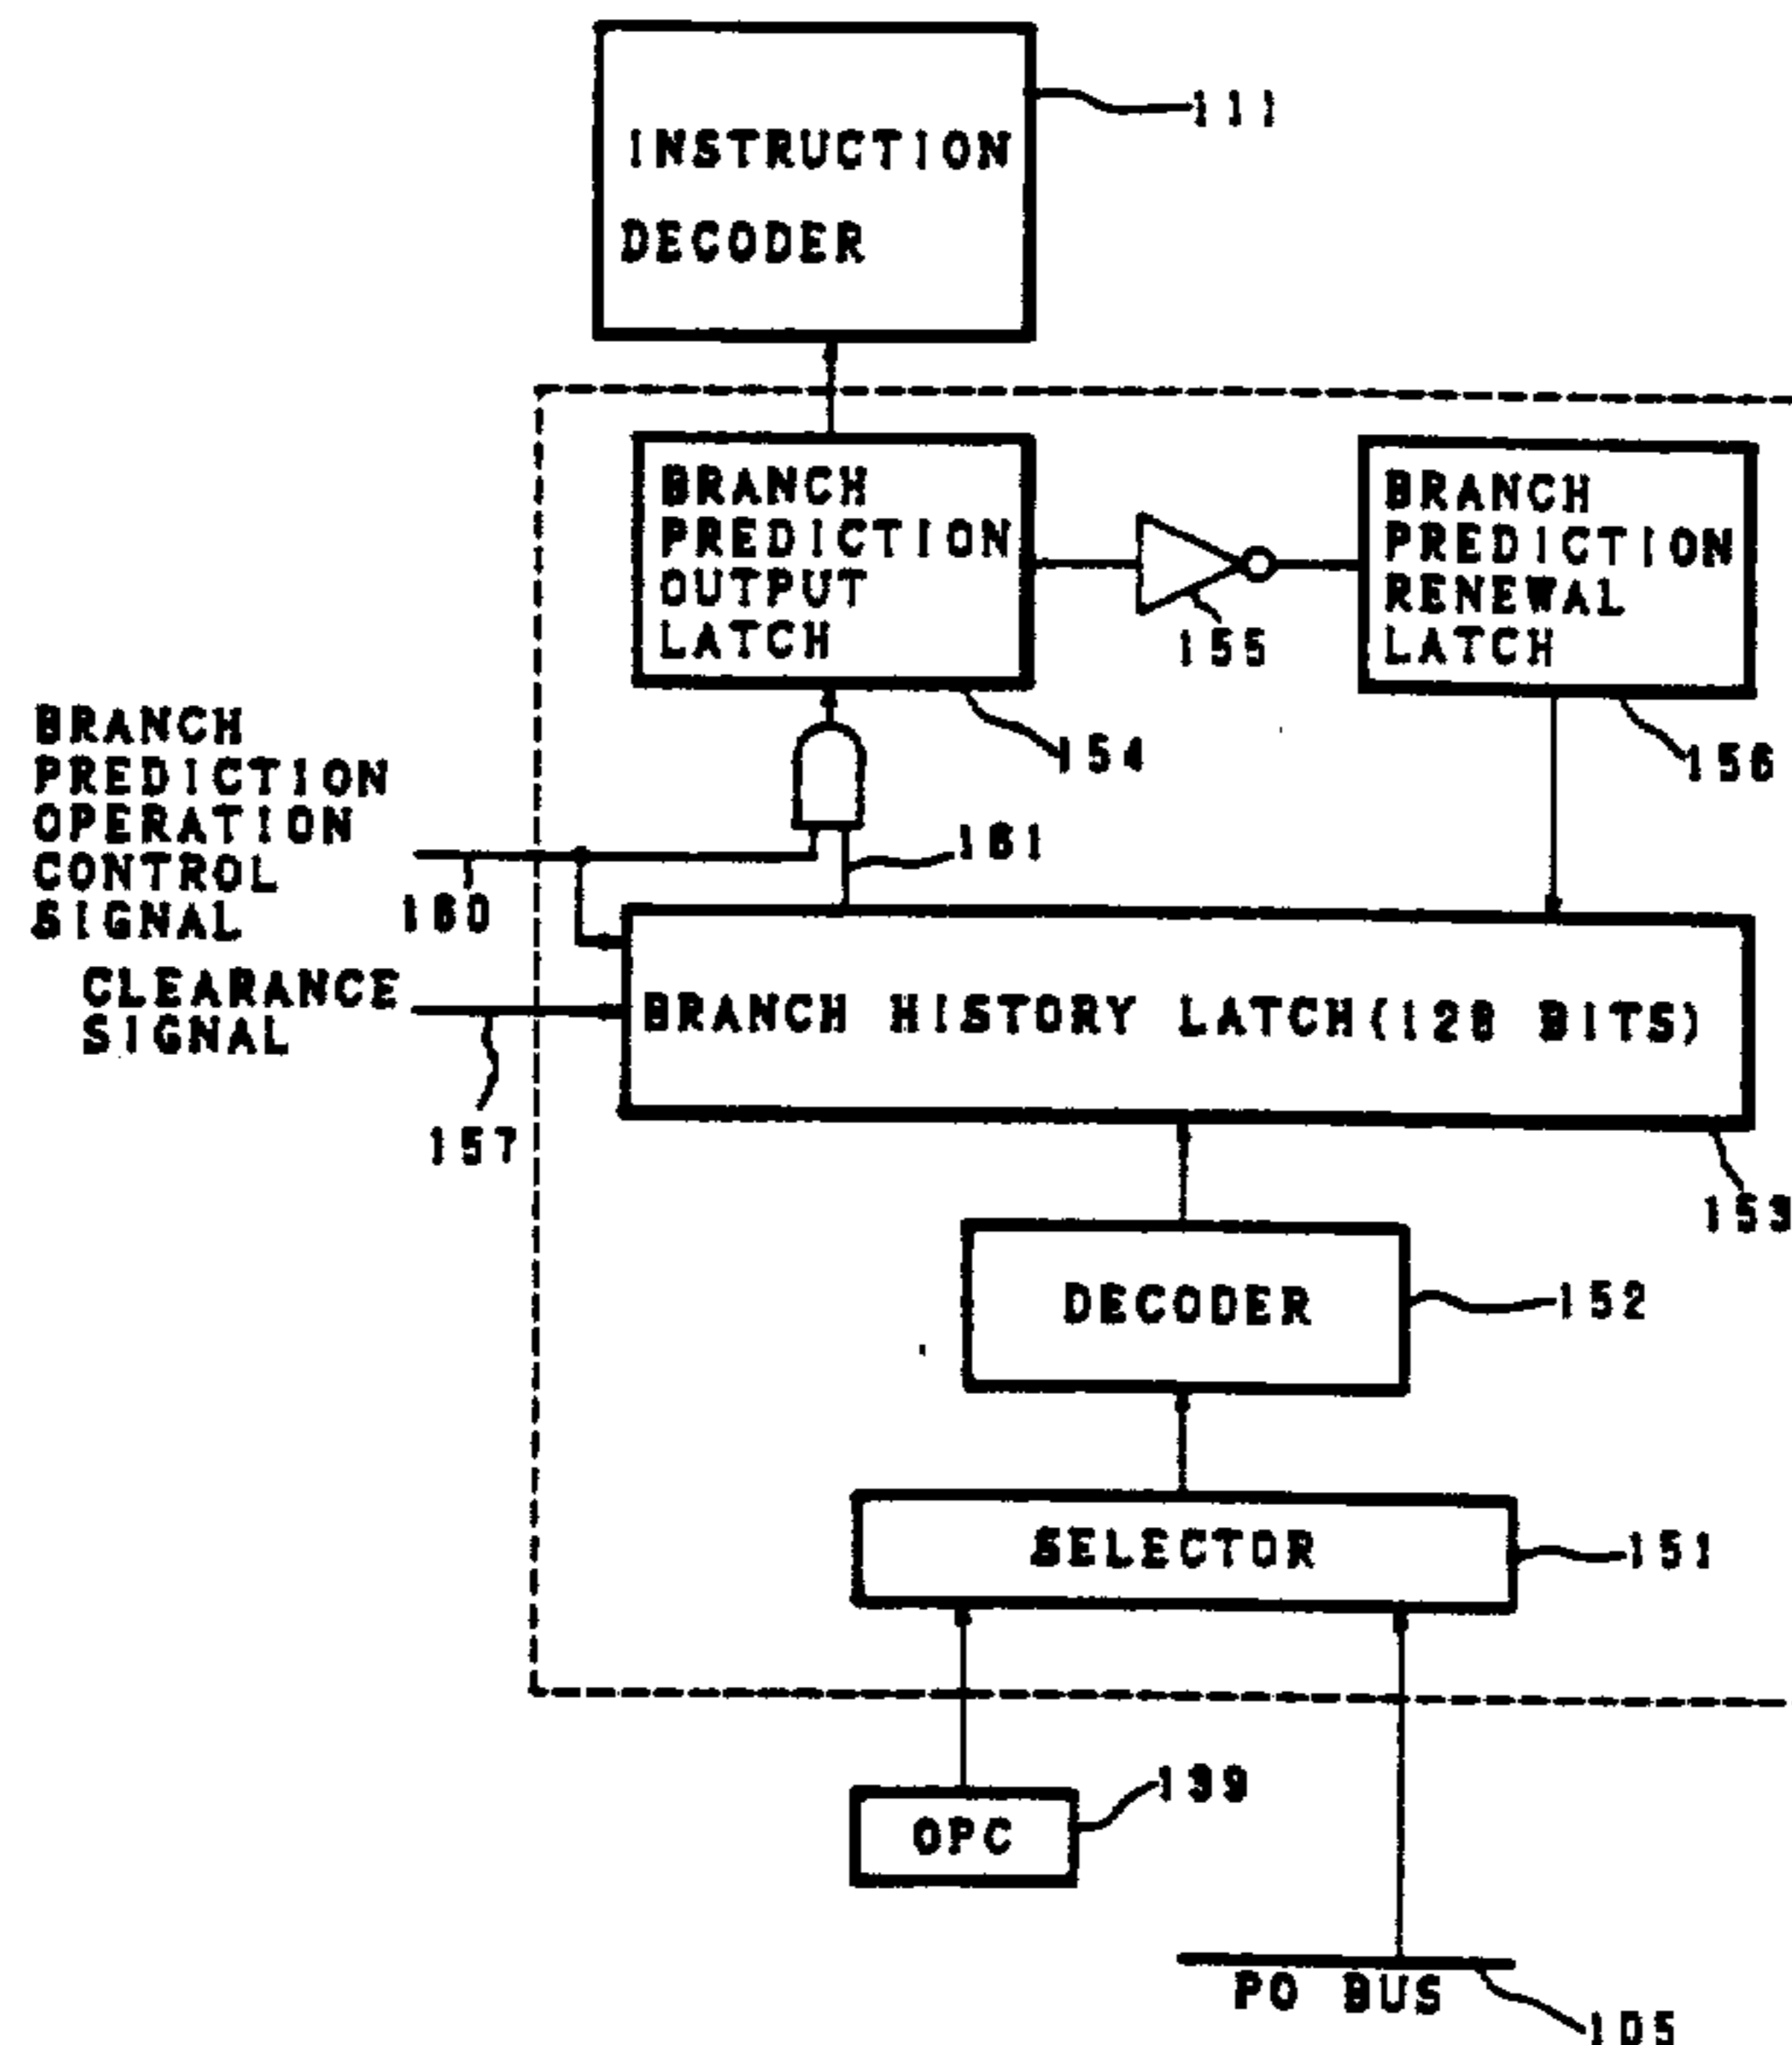 INSTRUCTION
DECODER
111
BRANCH
PREDICTION
OUTPUT
LATCH
155
BRANCH
PREDICTION
RENEWAL
LATCH
154
156
BRANCH
PREDICTION
OPERATION
CONTROL
SIGNAL
160
161
CLEARANCE
SIGNAL
157
BRANCH HISTORY LATCH(128 BITS)
153
DECODER
152
SELECTOR
151
OPC
139
PO BUS
105